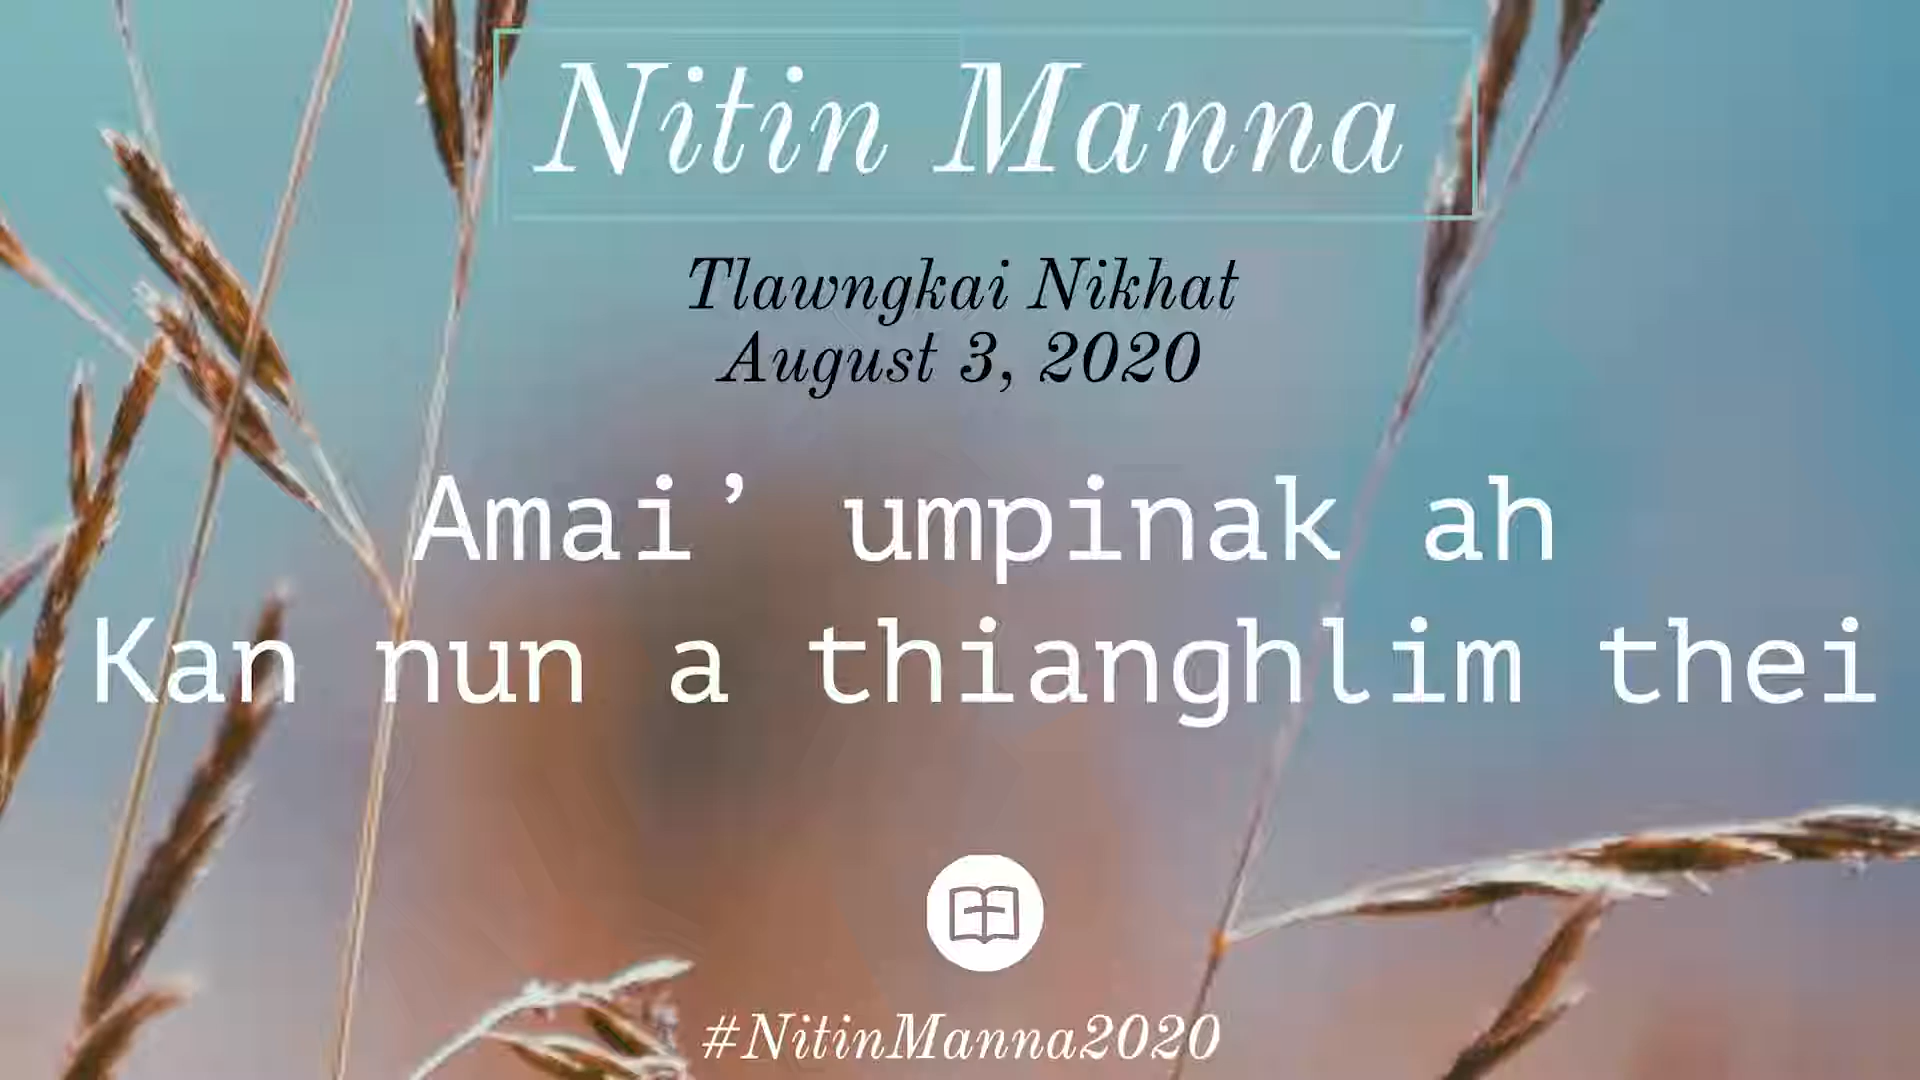 Nitin Manna
Tlawngkai Nikhat
August 3, 2020
Amai’ umpinak ah
Kan nun a thianghlim thei
#NitinManna2020